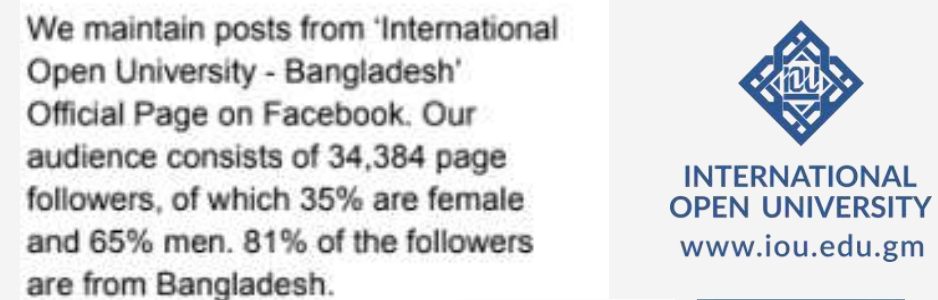 We maintain posts from ‘International
Open University - Bangladesh’
Official Page on Facebook. Our
audience consists of 34,384 page
followers, of which 35% are female
and 65% men. 81% of the followers
are from Bangladesh.
iou
INTERNATIONAL
OPEN UNIVERSITY
www.iou.edu.gm